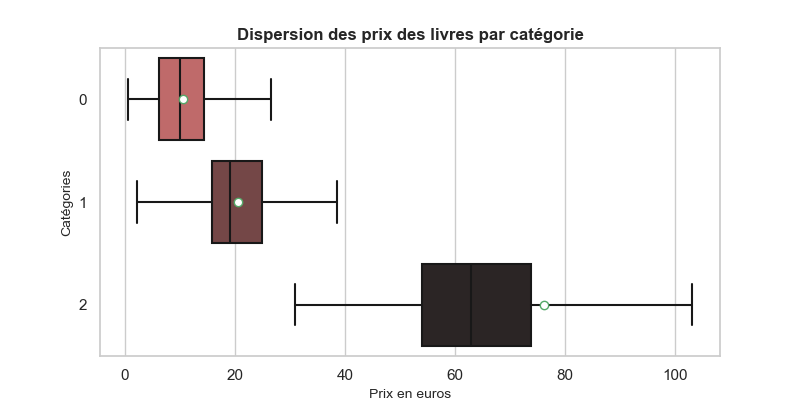 Dispersion des prix des livres par catégorie
Catégories
0
1
2
0 20 40 60 80 100
Prix en euros